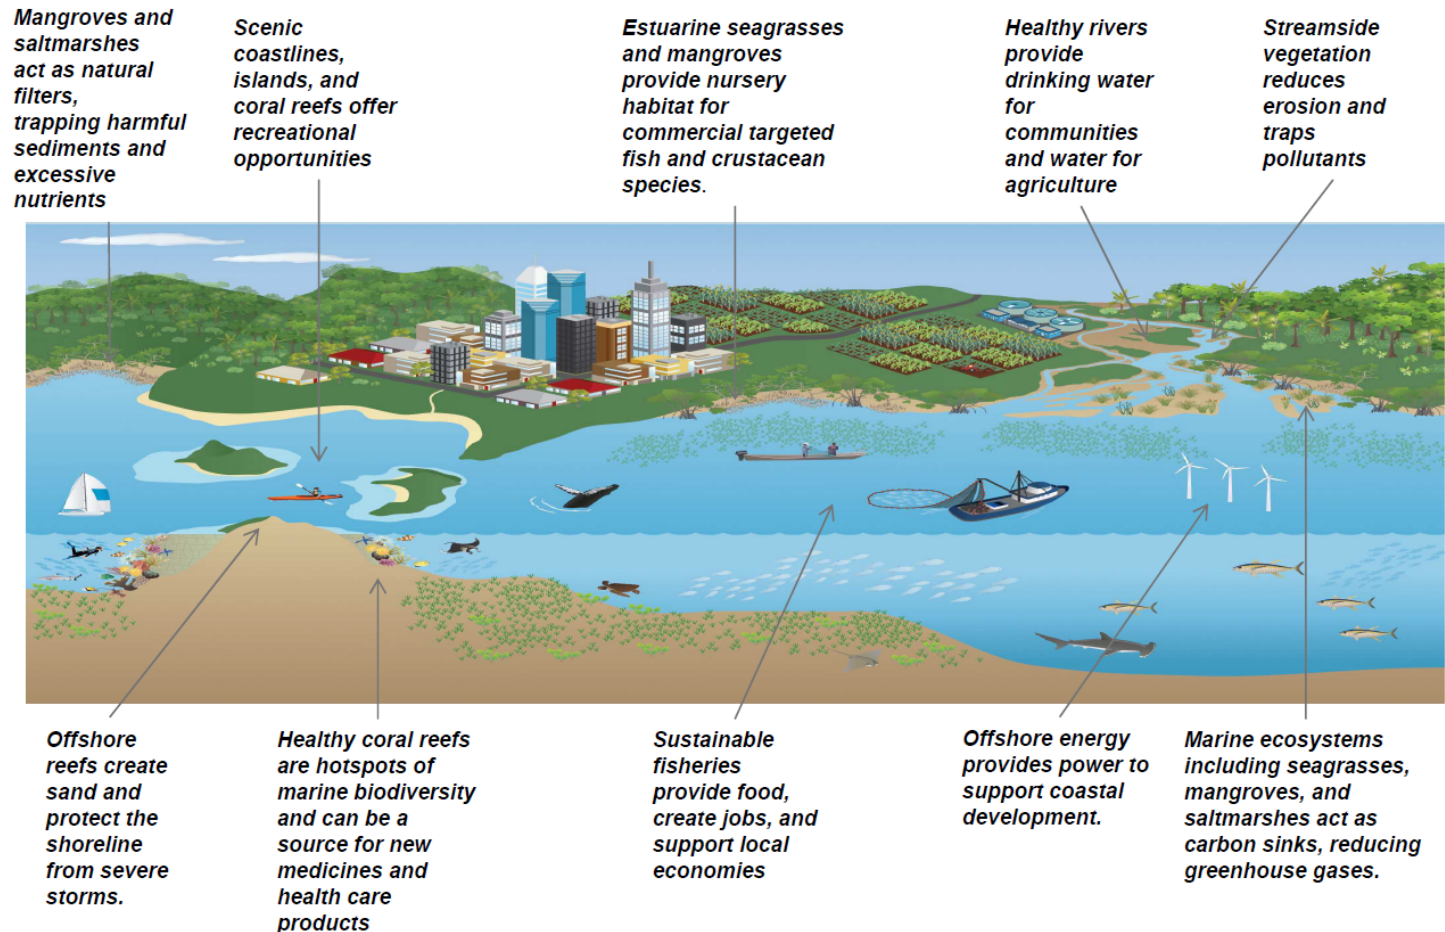 Mangroves and
saltmarshes
act as natural
filters,
trapping harmful
sediments and
excessive
nutrients
Scenic
coastlines,
islands, and
coral reefs offer
recreational
opportunities
Estuarine seagrasses
and mangroves
provide nursery
habitat for
commercial targeted
fish and crustacean
species.
Healthy rivers
provide
drinking water
for
communities
and water for
agriculture
Streamside
vegetation
reduces
erosion and
traps
pollutants
Offshore
reefs create
sand and
protect the
shoreline
from severe
storms.
Healthy coral reefs
are hotspots of
marine biodiversity
and can be a
source for new
medicines and
health care
products
Sustainable
fisheries
provide food,
create jobs, and
support local
economies
Offshore energy
provides power to
support coastal
development.
Marine ecosystems
including seagrasses,
mangroves, and
saltmarshes act as
carbon sinks, reducing
greenhouse gases.